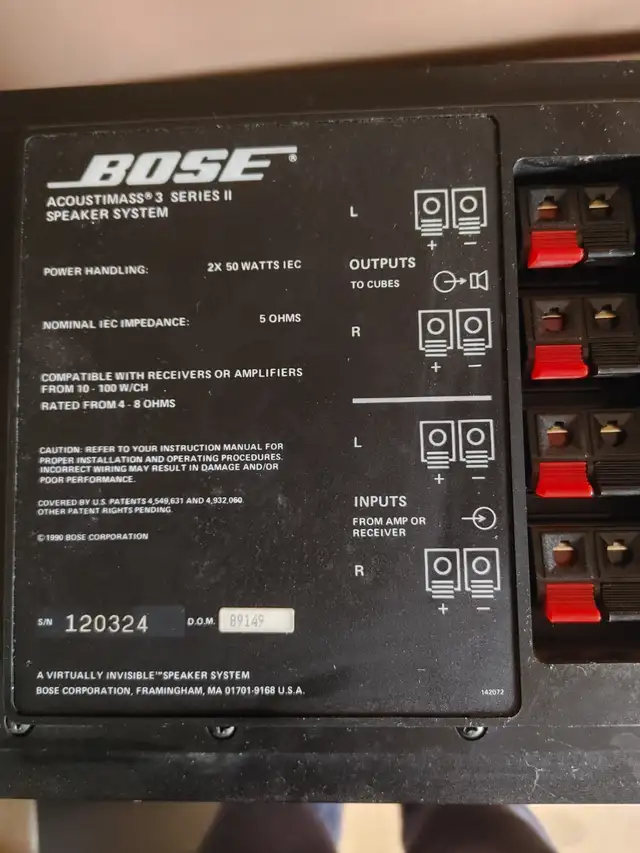 BOSE®
ACOUSTIMASS® 3 SERIES II
SPEAKER SYSTEM
POWER HANDLING: 2X 50 WATTS IEC
NOMINAL IEC IMPEDANCE: 5 OHMS
COMPATIBLE WITH RECEIVERS OR AMPLIFIERS
FROM 10 - 100 W/CH
RATED FROM 4 - 8 OHMS
CAUTION: REFER TO YOUR INSTRUCTION MANUAL FOR
PROPER INSTALLATION AND OPERATING PROCEDURES.
INCORRECT WIRING MAY RESULT IN DAMAGE AND/OR
POOR PERFORMANCE.
COVERED BY U.S. PATENTS 4,549,631 AND 4,932,060.
OTHER PATENT RIGHTS PENDING.
© 1990 BOSE CORPORATION
S/N 120324 D.O.M. 89149
A VIRTUALLY INVISIBLE™ SPEAKER SYSTEM
BOSE CORPORATION, FRAMINGHAM, MA 01701-9168 U.S.A.
L
+ −
OUTPUTS
TO CUBES
R
+ −
L
+ −
INPUTS
FROM AMP OR
RECEIVER
R
+ −
142072